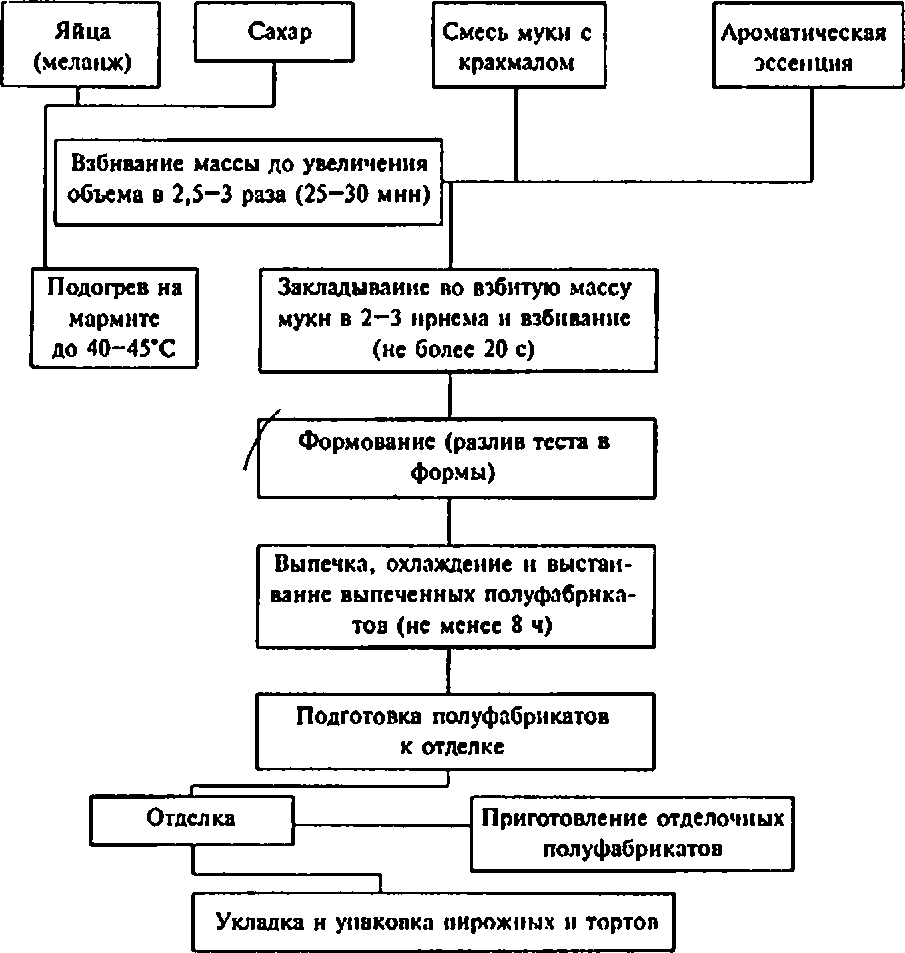 Яйца
(меланж)
Сахар
Смесь муки с
крахмалом
Ароматическая
эссенция
Взбивание массы до увеличения
объема в 2,5—3 раза (25—30 мин)
Подогрев на
мармите
до 40—45°С
Закладывание во взбитую массу
муки в 2—3 приема и взбивание
(не более 20 с)
Формование (разлив теста в
формы)
Выпечка, охлаждение и выстаи-
вание выпеченных полуфабрика-
тов (не менее 8 ч)
Подготовка полуфабрикатов
к отделке
Отделка
Приготовление отделочных
полуфабрикатов
Укладка и упаковка пирожных и тортов